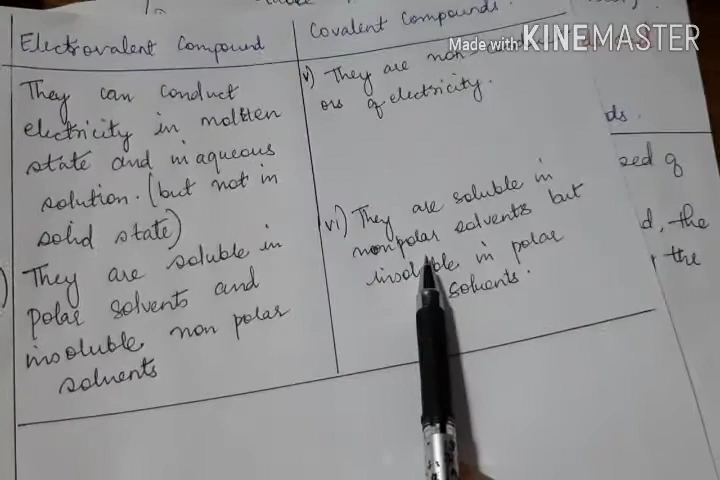 Electrovalent Compound
They can conduct
electricity in molten
state and in aqueous
solution. (but not in
solid state)
They are soluble in
polar solvents and
insoluble non polar
solvents
Covalent Compounds.
v) They are non-
ors of electricity.
vi) They are soluble in
nonpolar solvents but
insoluble in polar
solvents.
Made with KINEMASTER
ds.
sed of
d, the
the